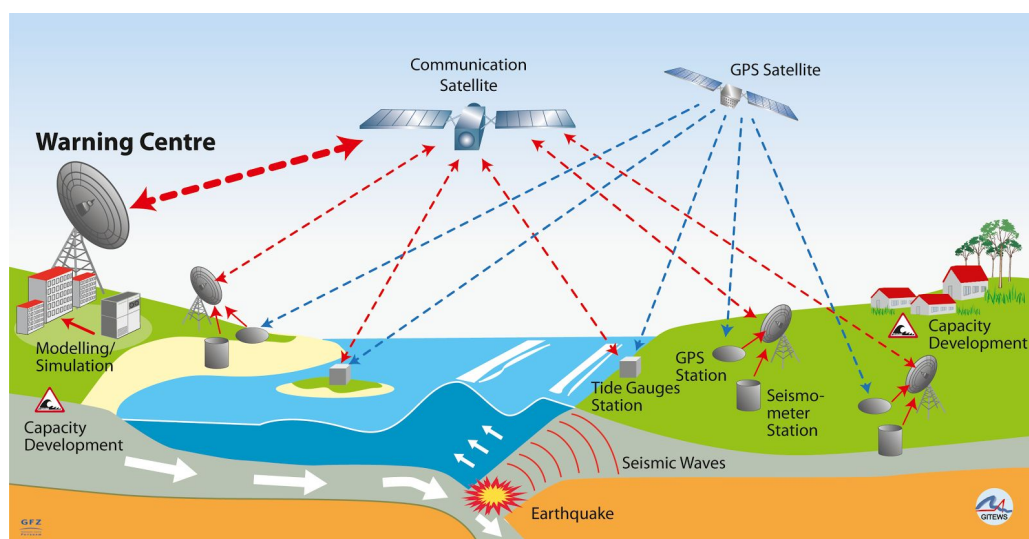 Communication
Satellite
GPS Satellite
Warning Centre
Modelling/
Simulation
Capacity
Development
GPS
Station
Tide Gauges
Station
Seismo-
meter
Station
Capacity
Development
Seismic Waves
Earthquake
GFZ
GITEWS